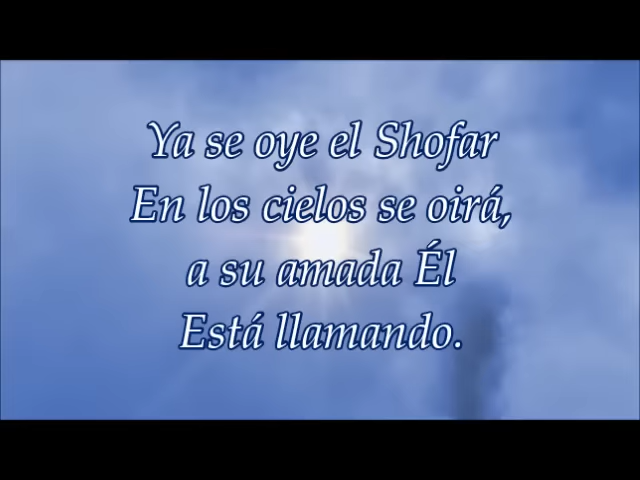 Ya se oye el Shofar
En los cielos se oirá,
a su amada Él
Está llamando.